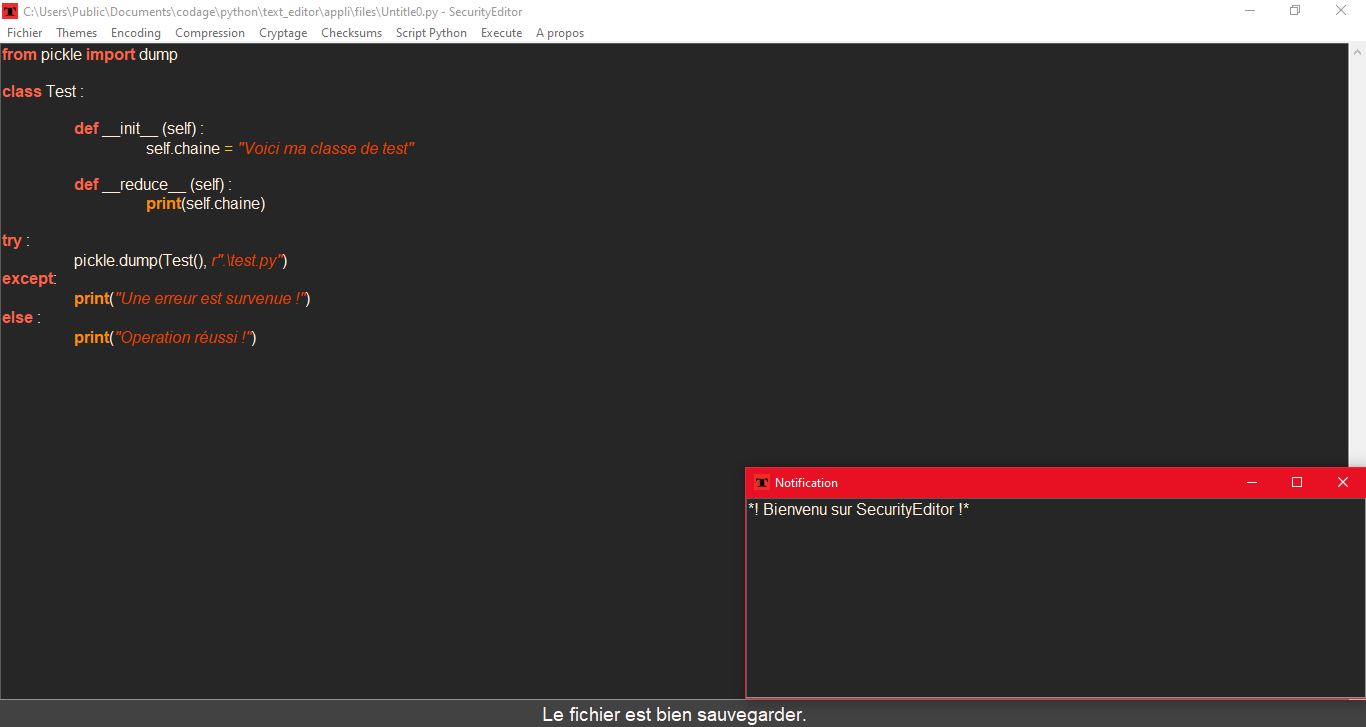 C:\Users\Public\Documents\codage\python\text_editor\appli\files\Untitle0.py - SecurityEditor
Fichier Themes Encoding Compression Cryptage Checksums Script Python Execute A propos
from pickle import dump
class Test :
def __init__ (self) :
self.chaine = "Voici ma classe de test"
def __reduce__ (self) :
print(self.chaine)
try :
pickle.dump(Test(), r".\test.py")
except:
print("Une erreur est survenue !")
else :
print("Operation réussi !")
Notification
*! Bienvenu sur SecurityEditor !*
Le fichier est bien sauvegarder.